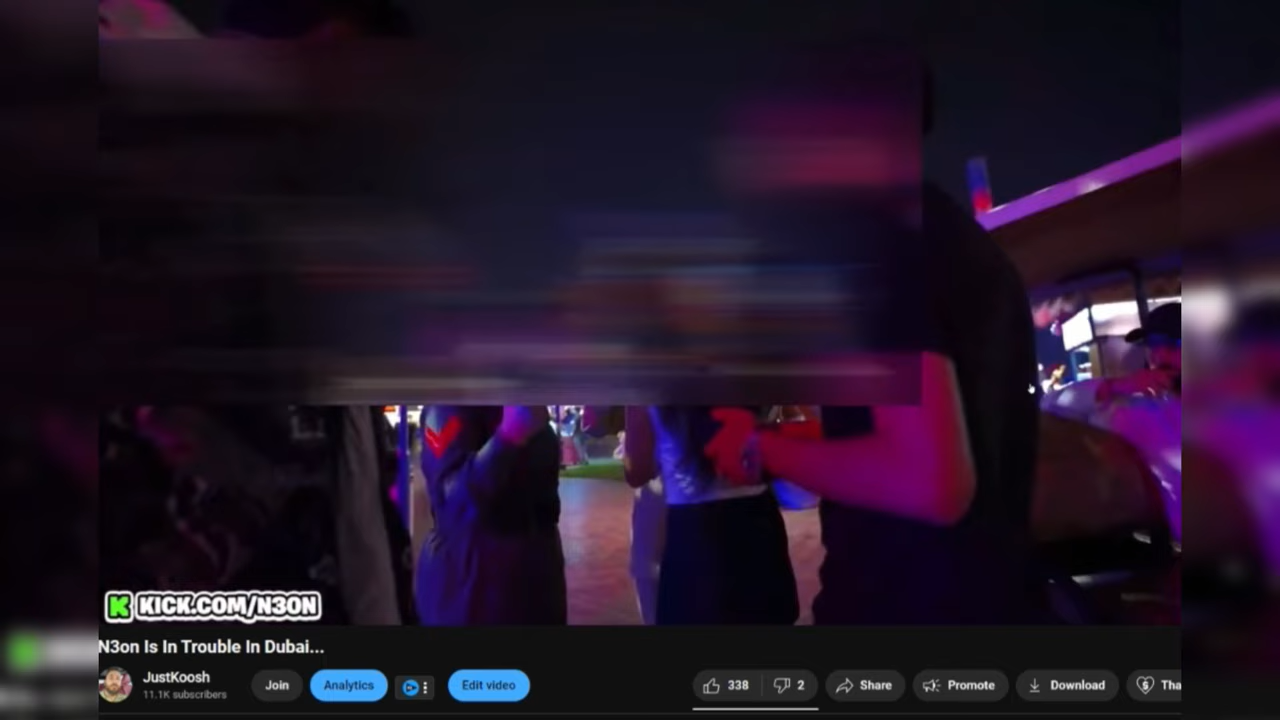 KICK.COM/N3ON
N3on Is In Trouble In Dubai...
JustKoosh
11.1K subscribers
Join
Analytics
Edit video
338
2
Share
Promote
Download
Tha